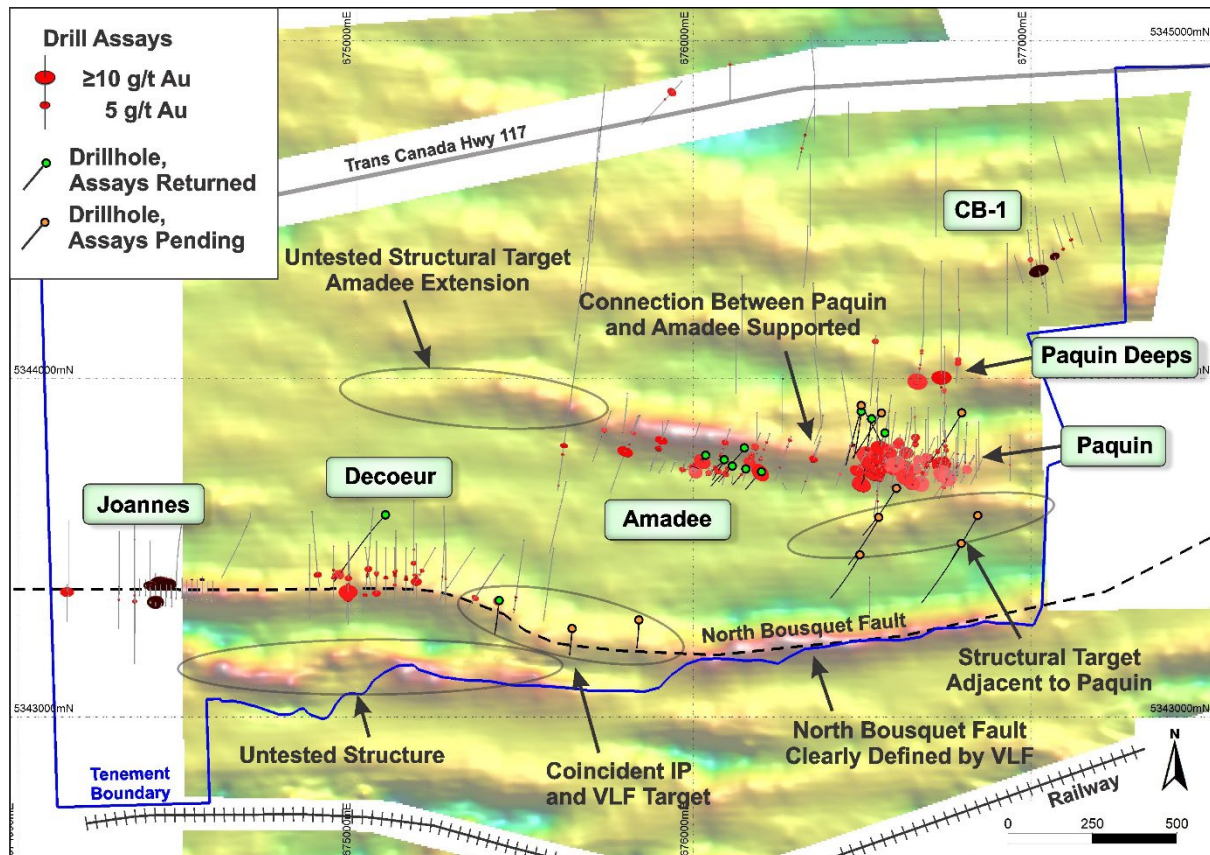 Drill Assays
≥10 g/t Au
5 g/t Au
Drillhole,
Assays Returned
Drillhole,
Assays Pending
675000mE
676000mE
677000mE
5345000mN
Trans Canada Hwy 117
CB-1
Untested Structural Target
Amadee Extension
Connection Between Paquin
and Amadee Supported
Paquin Deeps
5344000mN
Paquin
Decoeur
Joannes
Amadee
North Bousquet Fault
Structural Target
Adjacent to Paquin
5343000mN
5343000mN
Untested Structure
Coincident IP
and VLF Target
North Bousquet Fault
Clearly Defined by VLF
Tenement
Boundary
Railway
N
0 250 500
675000mE
676000mE